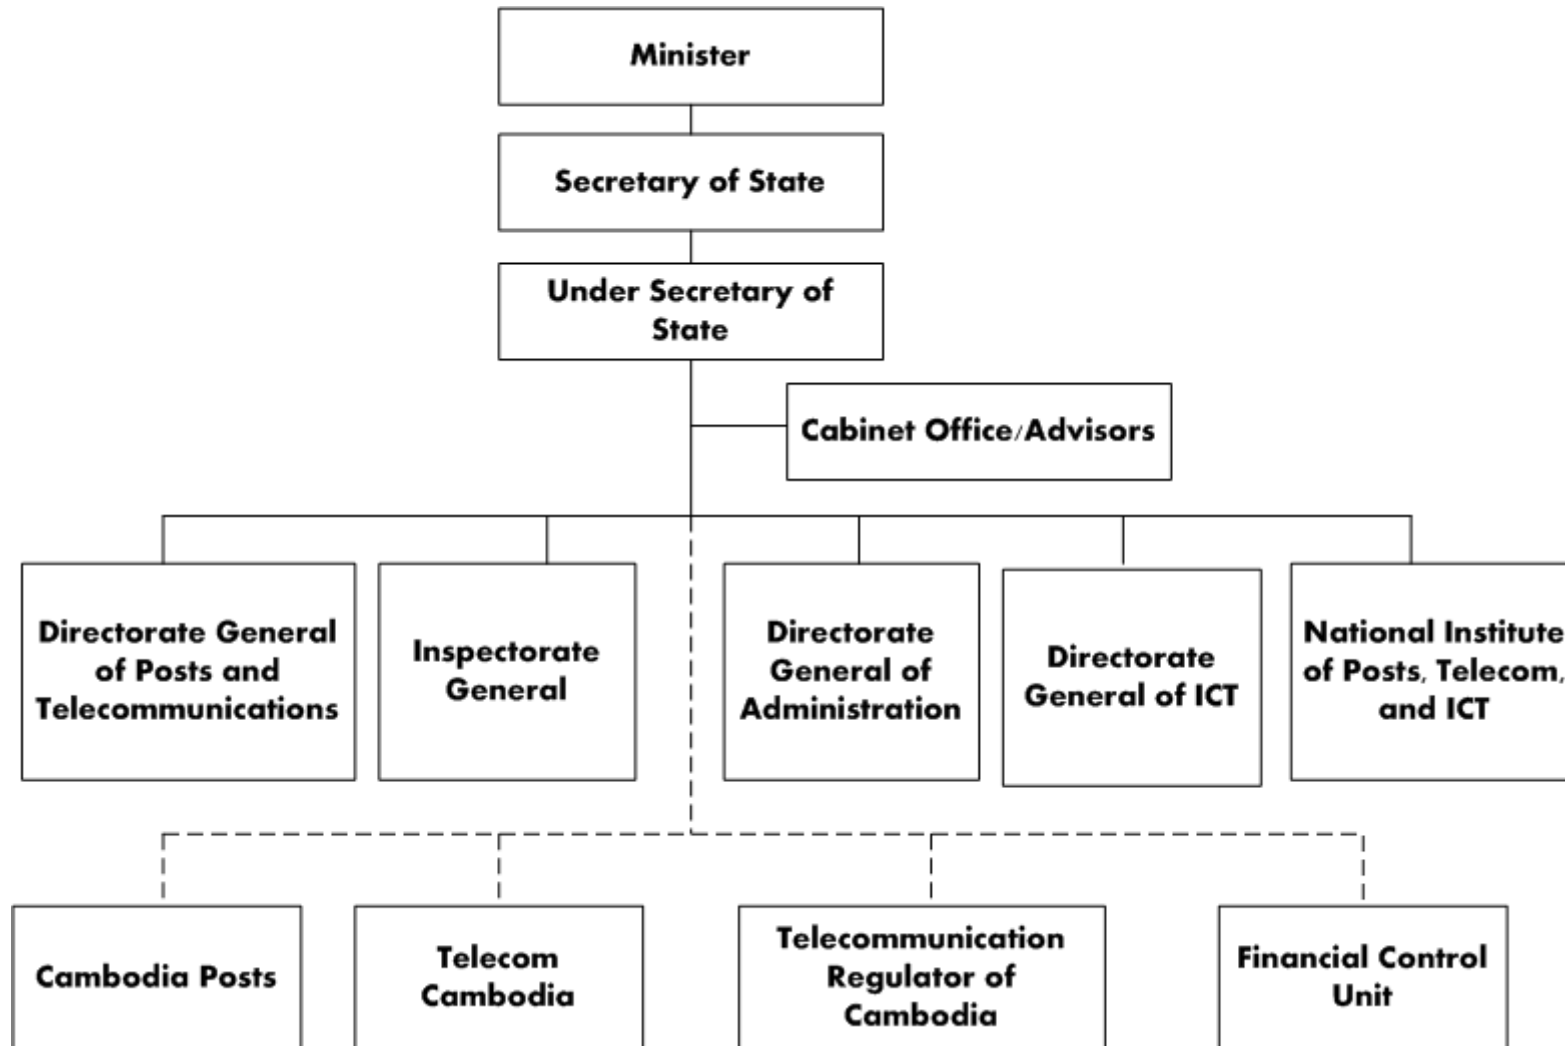 Minister
Secretary of State
Under Secretary of
State
Cabinet Office/Advisors
Directorate General
of Posts and
Telecommunications
Inspectorate
General
Directorate
General of
Administration
Directorate
General of ICT
National Institute
of Posts, Telecom,
and ICT
Cambodia Posts
Telecom
Cambodia
Telecommunication
Regulator of
Cambodia
Financial Control
Unit